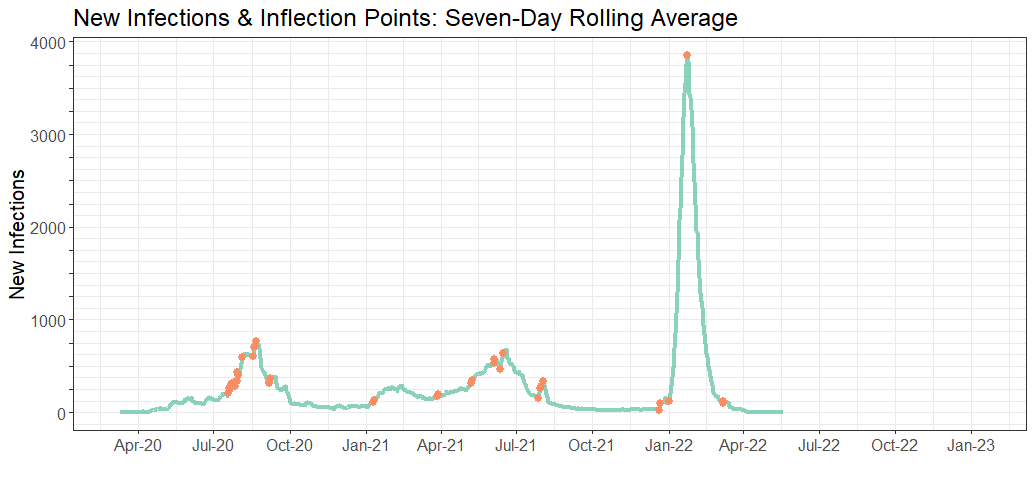 New Infections & Inflection Points: Seven-Day Rolling Average
New Infections
4000
3000
2000
1000
0
Apr-20 Jul-20 Oct-20 Jan-21 Apr-21 Jul-21 Oct-21 Jan-22 Apr-22 Jul-22 Oct-22 Jan-23